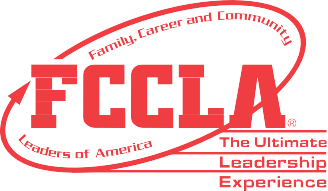 Family, Career and Community
FCCLA®
Leaders of America
The Ultimate
Leadership
Experience